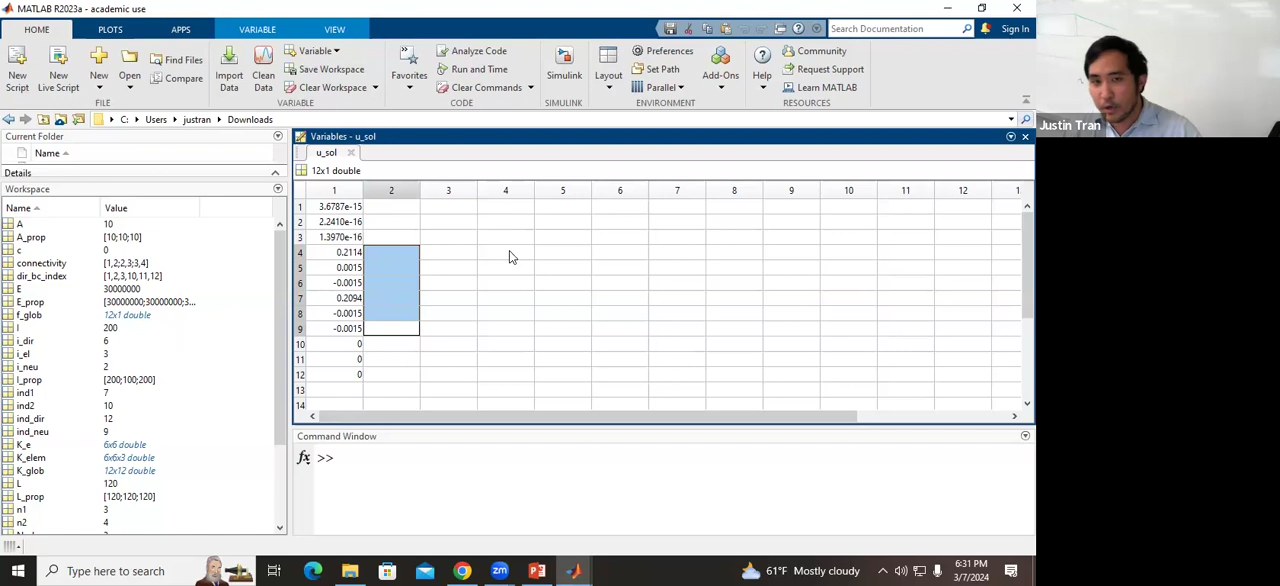 MATLAB R2023a - academic use
HOME PLOTS APPS VARIABLE VIEW Search Documentation Sign In
New Script New Live Script New Open Find Files Compare Import Data Clean Data Variable Save Workspace Clear Workspace Favorites Analyze Code Run and Time Clear Commands Simulink Layout Preferences Set Path Parallel Add-Ons Help Community Request Support Learn MATLAB
FILE VARIABLE CODE SIMULINK ENVIRONMENT RESOURCES
C: Users justran Downloads
Justin Tran
Current Folder
Name
Details
Workspace
Name Value
A 10
A_prop [10;10;10]
c 0
connectivity [1,2;2,3;3,4]
dir_bc_index [1,2,3,10,11,12]
E 30000000
E_prop [30000000;30000000;3...
f_glob 12x1 double
I 200
i_dir 6
i_el 3
i_neu 2
I_prop [200;100;200]
ind1 7
ind2 10
ind_dir 12
ind_neu 9
K_e 6x6 double
K_elem 6x6x3 double
K_glob 12x12 double
L 120
L_prop [120;120;120]
n1 3
n2 4
Variables - u_sol
u_sol
12x1 double
1 2 3 4 5 6 7 8 9 10 11 12 1
1 3.6787e-15
2 2.2410e-16
3 1.3970e-16
4 0.2114
5 0.0015
6 -0.0015
7 0.2094
8 -0.0015
9 -0.0015
10 0
11 0
12 0
13
14
Command Window
fx >>
Type here to search
zm
61°F Mostly cloudy
6:31 PM
3/7/2024